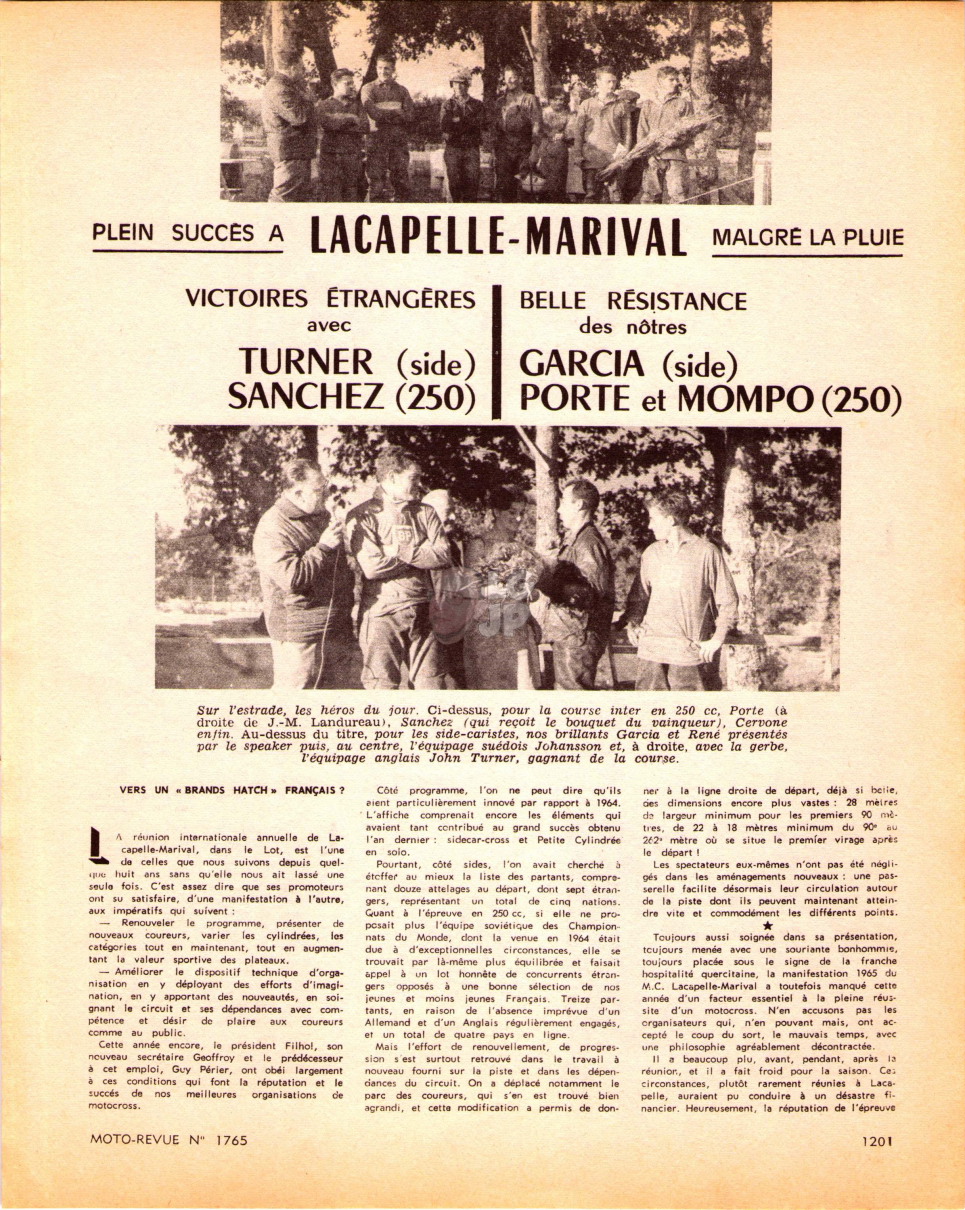 PLEIN SUCCÈS A LACAPELLE-MARIVAL MALGRÉ LA PLUIE
VICTOIRES ÉTRANGÈRES
avec
TURNER (side)
SANCHEZ (250)
BELLE RÉSISTANCE
des nôtres
GARCIA (side)
PORTE et MOMPO (250)
Sur l'estrade, les héros du jour. Ci-dessus, pour la course inter en 250 cc, Porte (à
droite de J.-M. Landureau), Sanchez (qui reçoit le bouquet du vainqueur), Cervone
enfin. Au-dessus du titre, pour les side-caristes, nos brillants Garcia et René présentés
par le speaker puis, au centre, l'équipage suédois Johansson et, à droite, avec la gerbe,
l'équipage anglais John Turner, gagnant de la course.
VERS UN « BRANDS HATCH » FRANÇAIS ?
LA réunion internationale annuelle de La-
capelle-Marival, dans le Lot, est l'une
de celles que nous suivons depuis quel-
que huit ans sans qu'elle nous ait lassé une
seule fois. C'est assez dire que ses promoteurs
ont su satisfaire, d'une manifestation à l'autre,
aux impératifs qui suivent :
— Renouveler le programme, présenter de
nouveaux coureurs, varier les cylindrées, les
catégories tout en maintenant, tout en augmen-
tant la valeur sportive des plateaux.
— Améliorer le dispositif technique d'orga-
nisation en y déployant des efforts d'imagi-
nation, en y apportant des nouveautés, en soi-
gnant le circuit et ses dépendances avec com-
pétence et désir de plaire aux coureurs
comme au public.
Cette année encore, le président Filhol, son
nouveau secrétaire Geoffroy et le prédécesseur
à cet emploi, Guy Périer, ont obéi largement
à ces conditions qui font la réputation et le
succès de nos meilleures organisations de
motocross.
Côté programme, l'on ne peut dire qu'ils
aient particulièrement innové par rapport à 1964.
L'affiche comprenait encore les éléments qui
avaient tant contribué au grand succès obtenu
l'an dernier : sidecar-cross et Petite Cylindrée
en solo.
Pourtant, côté sides, l'on avait cherché à
étoffer au mieux la liste des partants, compre-
nant douze attelages au départ, dont sept étran-
gers, représentant un total de cinq nations.
Quant à l'épreuve en 250 cc, si elle ne pro-
posait plus l'équipe soviétique des Champion-
nats du Monde, dont la venue en 1964 était
due à d'exceptionnelles circonstances, elle se
trouvait par là-même plus équilibrée et faisait
appel à un lot honnête de concurrents étran-
gers opposés à une bonne sélection de nos
jeunes et moins jeunes Français. Treize par-
tants, en raison de l'absence imprévue d'un
Allemand et d'un Anglais régulièrement engagés,
et un total de quatre pays en ligne.
Mais l'effort de renouvellement, de progres-
sion s'est surtout retrouvé dans le travail à
nouveau fourni sur la piste et dans les dépen-
dances du circuit. On a déplacé notamment le
parc des coureurs, qui s'en est trouvé bien
agrandi, et cette modification a permis de don-
ner à la ligne droite de départ, déjà si belle,
des dimensions encore plus vastes : 28 mètres
de largeur minimum pour les premiers 90 mè-
tres, de 22 à 18 mètres minimum du 90e au
262e mètre où se situe le premier virage après
le départ !
Les spectateurs eux-mêmes n'ont pas été négli-
gés dans les aménagements nouveaux : une pas-
serelle facilite désormais leur circulation autour
de la piste dont ils peuvent maintenant attein-
dre vite et commodément les différents points.
★
Toujours aussi soignée dans sa présentation,
toujours menée avec une souriante bonhommie,
toujours placée sous le signe de la franche
hospitalité quercitaine, la manifestation 1965 du
M.C. Lacapelle-Marival a toutefois manqué cette
année d'un facteur essentiel à la pleine réus-
site d'un motocross. N'en accusons pas les
organisateurs qui, n'en pouvant mais, ont ac-
cepté le coup du sort, le mauvais temps, avec
une philosophie agréablement décontractée.
Il a beaucoup plu, avant, pendant, après la
réunion, et il a fait froid pour la saison. Ces
circonstances, plutôt rarement réunies à Laca-
pelle, auraient pu conduire à un désastre fi-
nancier. Heureusement, la réputation de l'épreuve
MOTO-REVUE N° 1765
1201